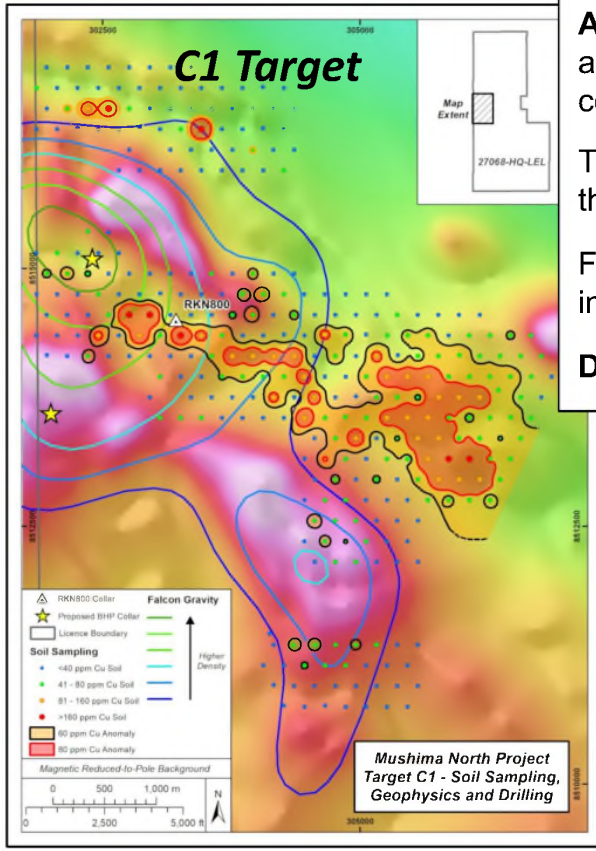 302500
305000
C1 Target
Map
Extent
27068-HQ-LEL
A
a
c
T
th
F
in
D
8515000
RKN800
8512500
8512500
RKN800 Collar
Proposed BHP Collar
Licence Boundary
Soil Sampling
<40 ppm Cu Soil
41 - 80 ppm Cu Soil
81 - 160 ppm Cu Soil
>160 ppm Cu Soil
60 ppm Cu Anomaly
80 ppm Cu Anomaly
Falcon Gravity
Higher
Density
Magnetic Reduced-to-Pole Background
0 500 1,000 m
0 2,500 5,000 ft
N
Mushima North Project
Target C1 - Soil Sampling,
Geophysics and Drilling
8510000
305000